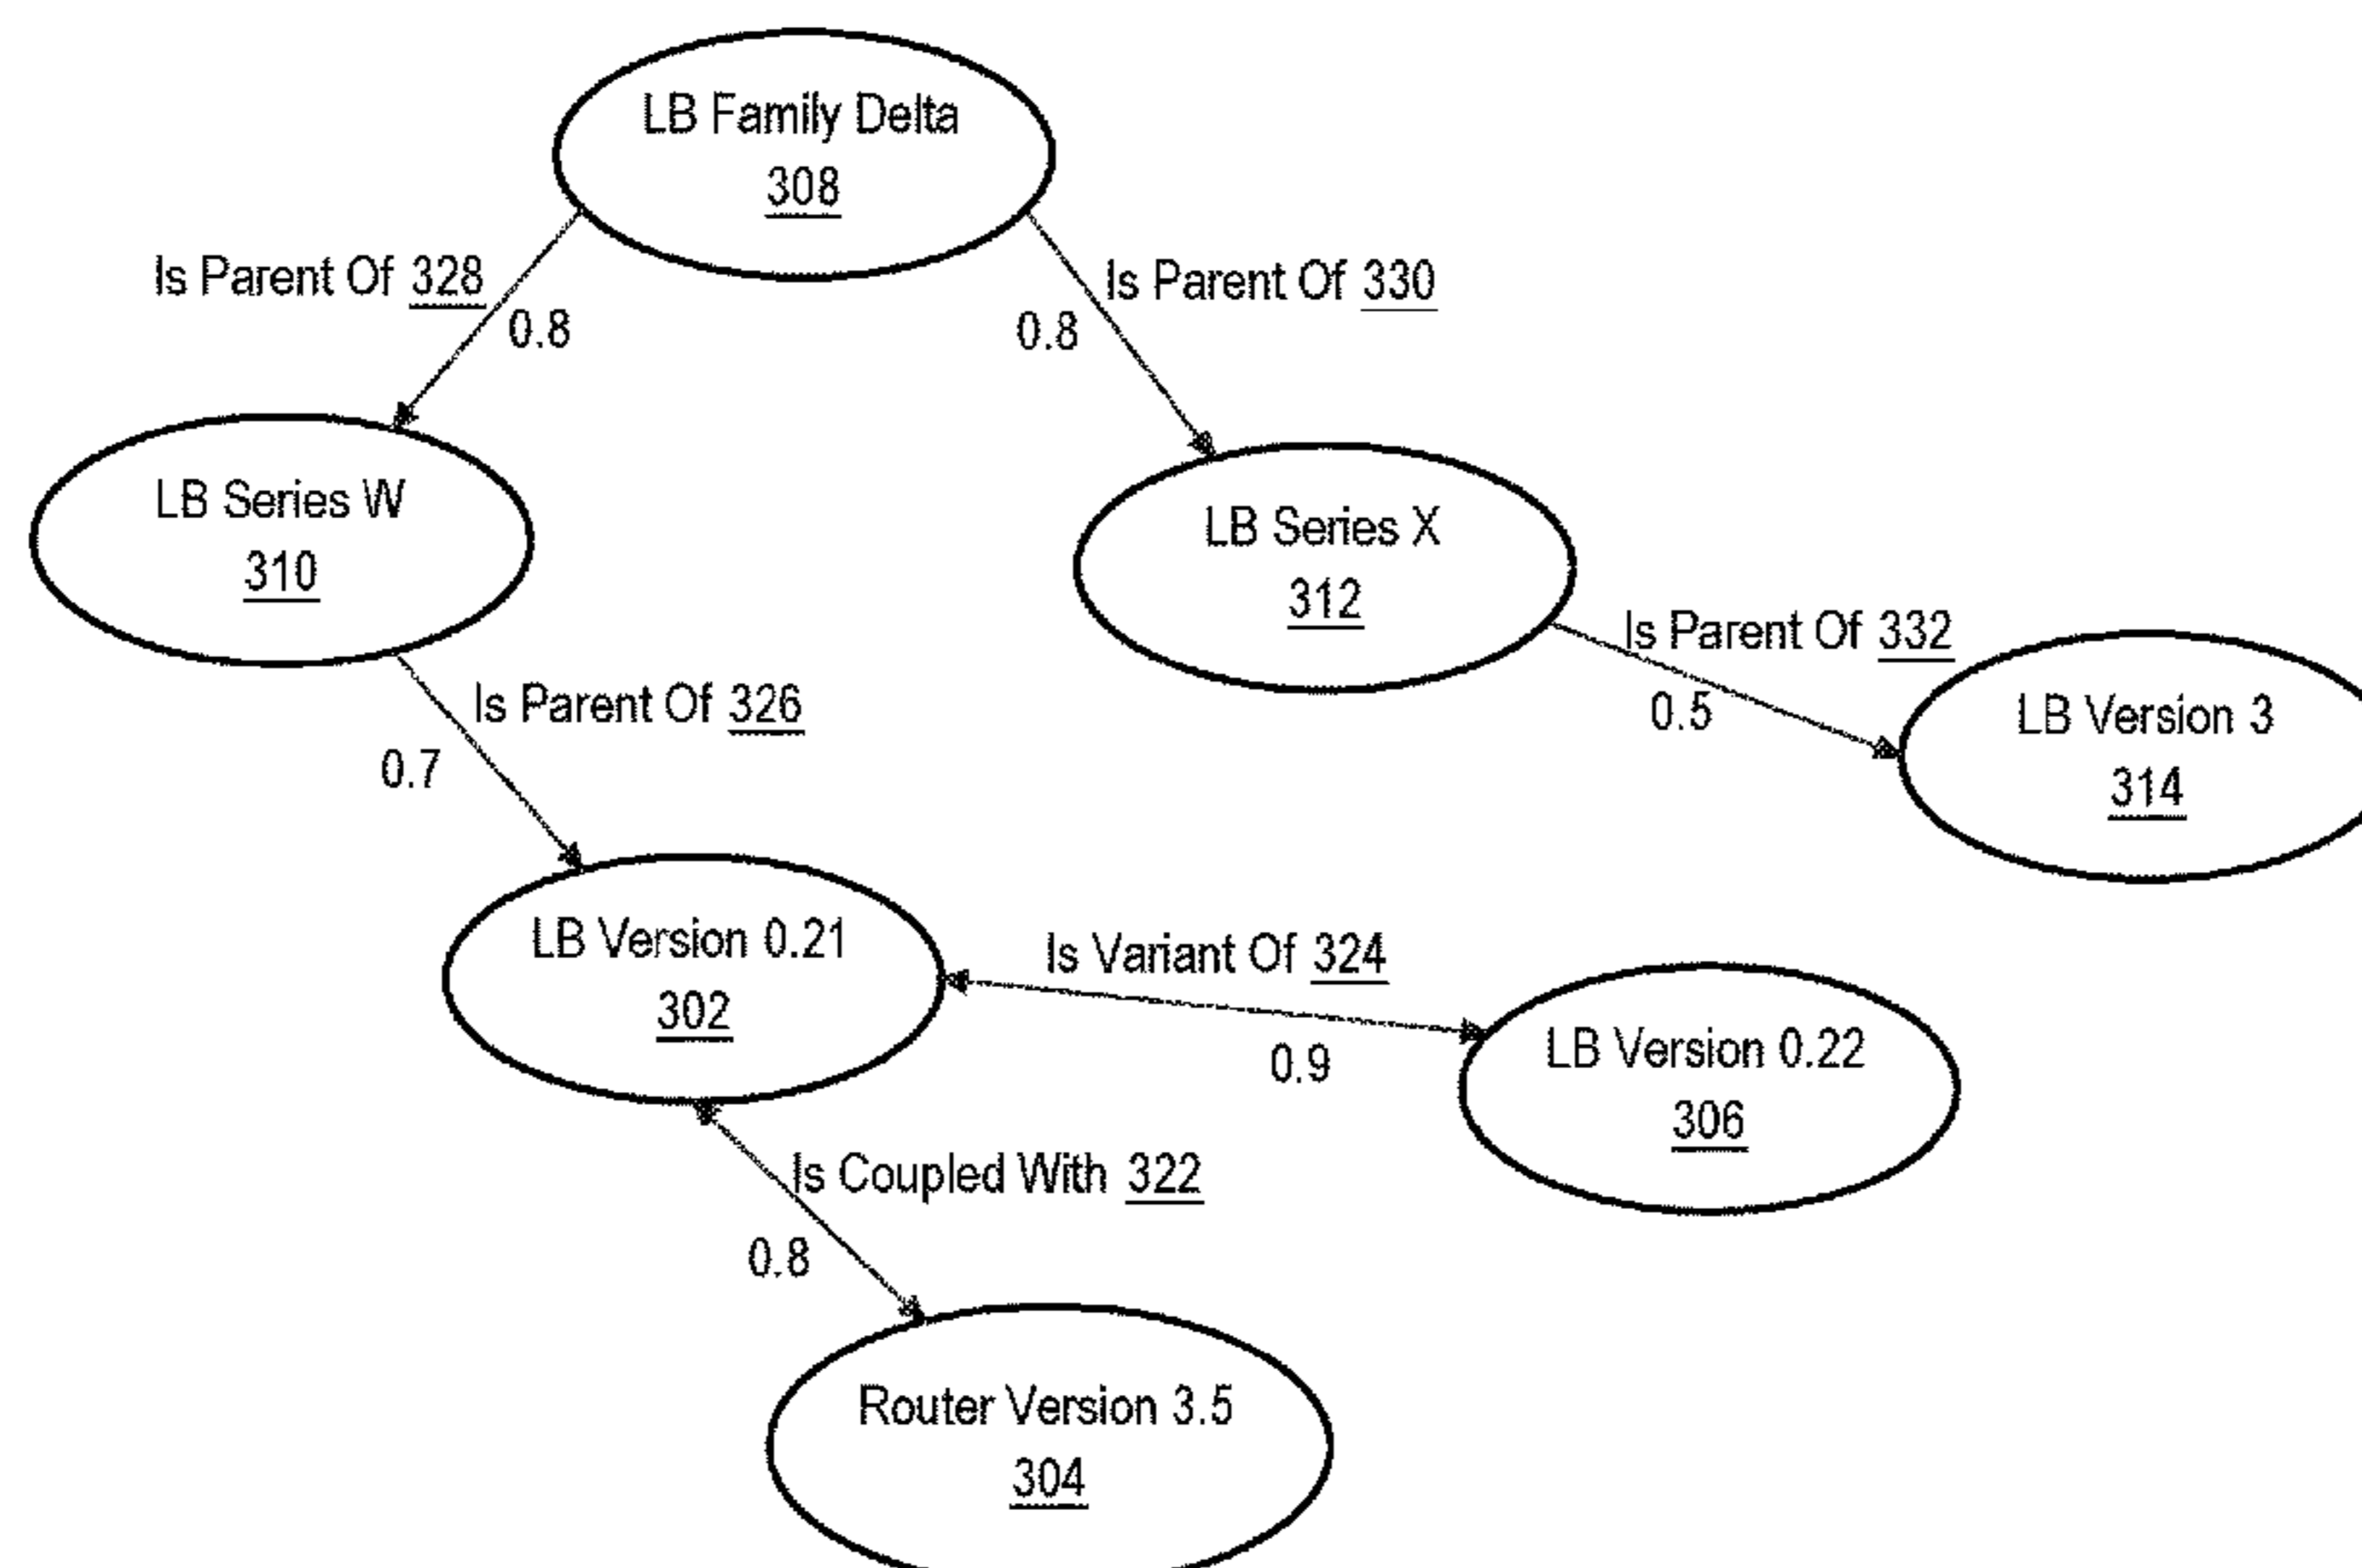 LB Family Delta
308
Is Parent Of 328
0.8
Is Parent Of 330
0.8
LB Series W
310
LB Series X
312
Is Parent Of 332
0.5
LB Version 3
314
Is Parent Of 326
0.7
LB Version 0.21
302
Is Variant Of 324
0.9
LB Version 0.22
306
Is Coupled With 322
0.8
Router Version 3.5
304